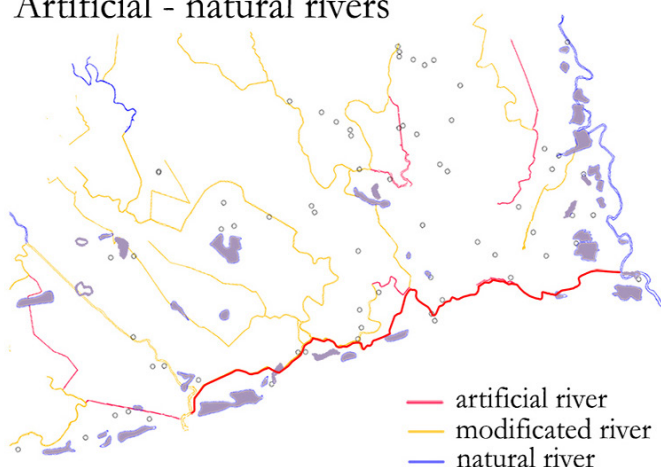 Artificial - natural rivers
artificial river
modificated river
natural river